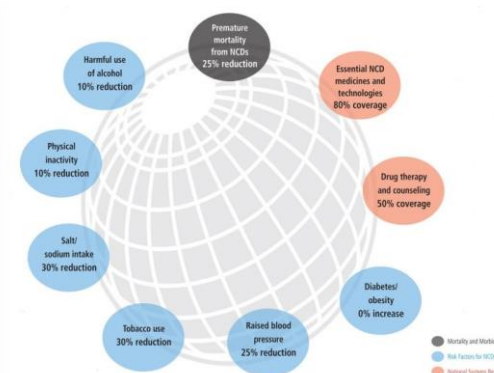 Premature
mortality
from NCDs
25% reduction
Harmful use
of alcohol
10% reduction
Essential NCD
medicines and
technologies
80% coverage
Physical
inactivity
10% reduction
Drug therapy
and counseling
50% coverage
Salt/
sodium intake
30% reduction
Diabetes/
obesity
0% increase
Tobacco use
30% reduction
Raised blood
pressure
25% reduction
Mortality and
Risk Factors for NCD
National Systems